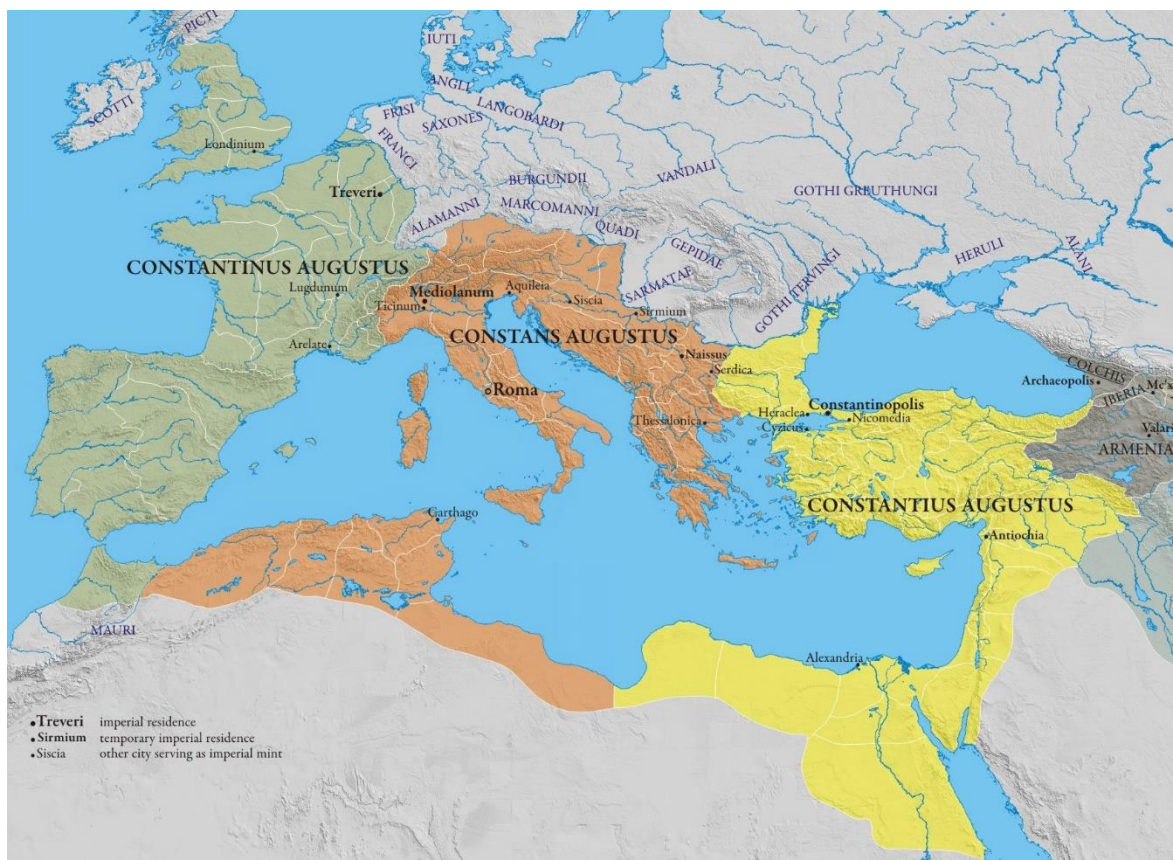 PICTI
IUTI
SCOTTI
ANGLI
LANGOBARDI
FRISI
SAXONES
FRANCI
Londinium
Treveri
BURGUNDII
VANDALI
GOTHI GREUTHUNGI
ALAMANNI
MARCOMANNI
QUADI
GEPIDAE
HERULI
ALANI
CONSTANTINUS AUGUSTUS
SARMATAE
GOTHI TERVINGI
Lugdunum
Mediolanum
Aquileia
Ticinum
Siscia
Sirmium
CONSTANS AUGUSTUS
Arelate
Naissus
Serdica
COLCHIS
Archaeopolis
IBERIA
Roma
Heraclea
Constantinopolis
Thessalonica
Cyzicus
Nicomedia
ARMENIA
CONSTANTIUS AUGUSTUS
Carthago
Antiochia
MAURI
Alexandria
Treveri imperial residence
Sirmium temporary imperial residence
Siscia other city serving as imperial mint